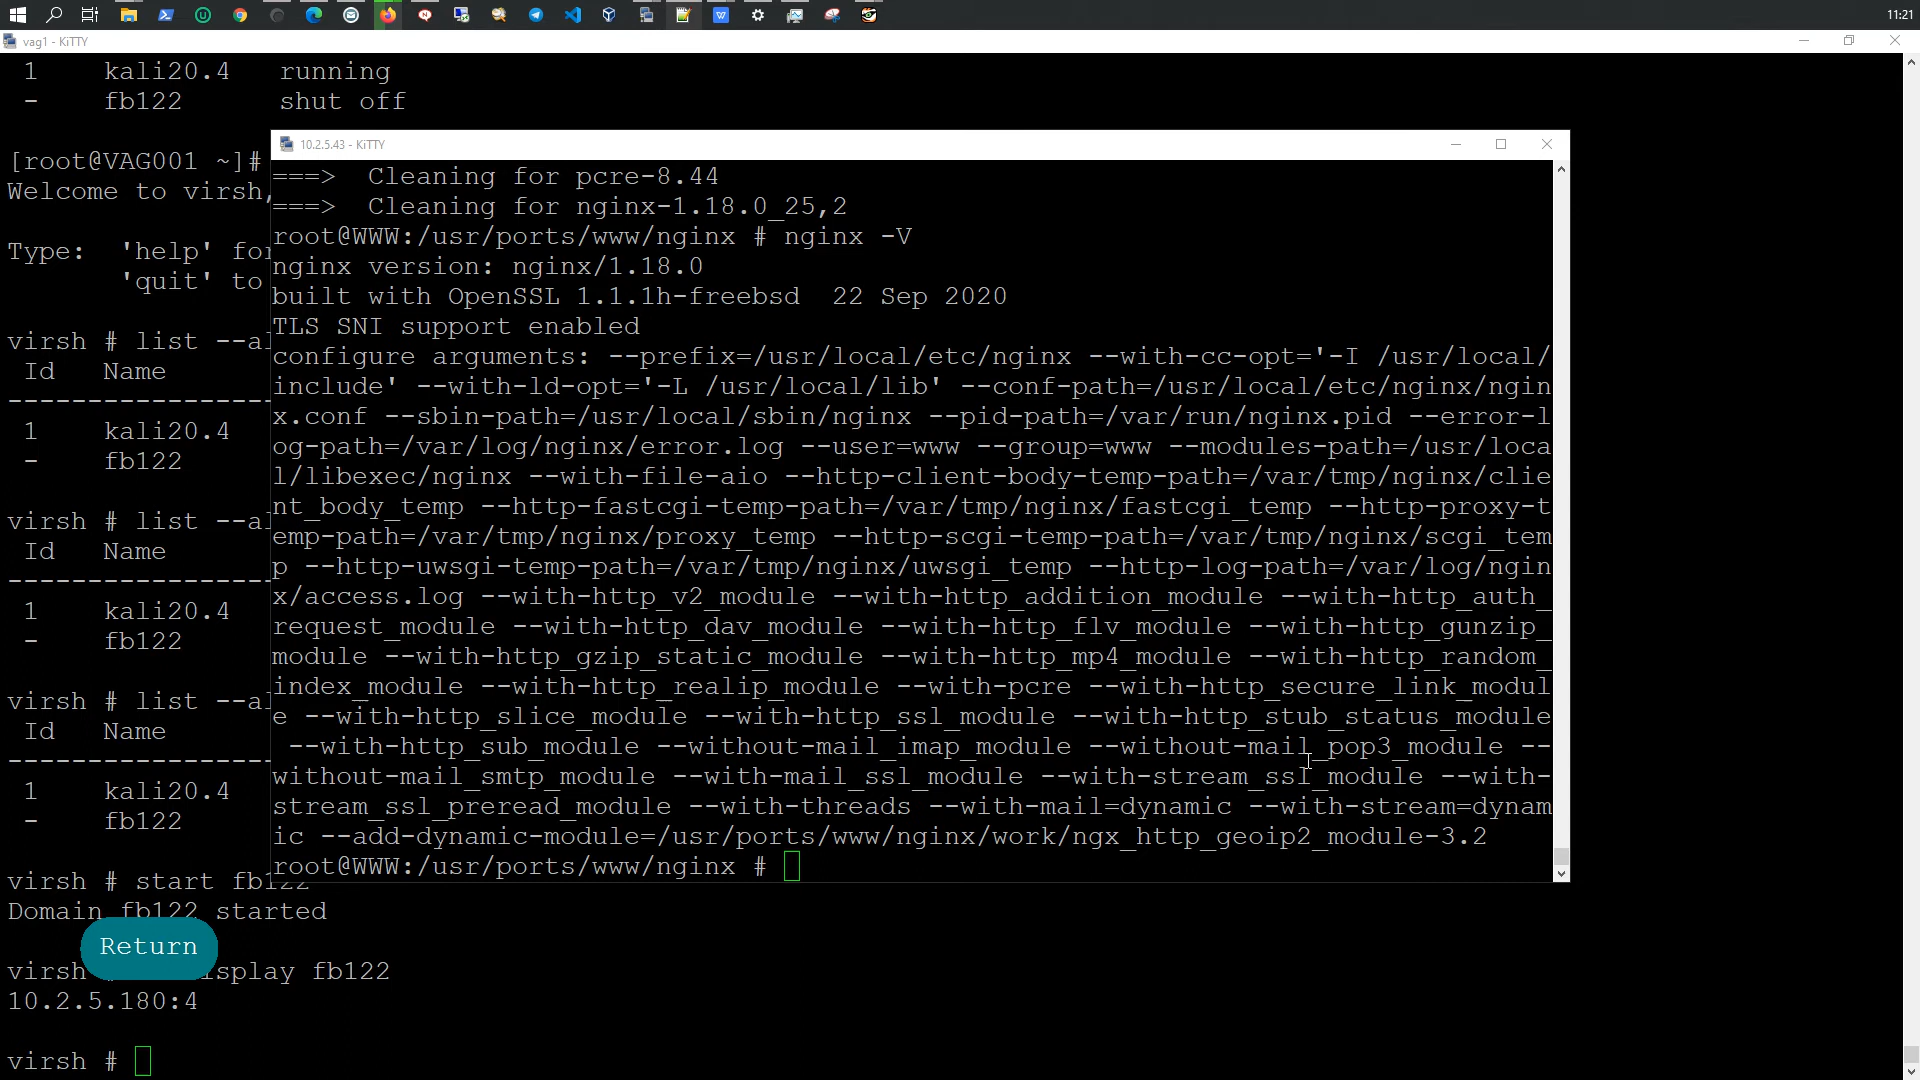 11:21
vag1 - KiTTY
1 kali20.4 running
- fb122 shut off
[root@VAG001 ~]#
Welcome to virsh,
Type: 'help' for
'quit' to
virsh # list --al
Id Name
-----------------
1 kali20.4
- fb122
virsh # list --al
Id Name
-----------------
1 kali20.4
- fb122
virsh # list --al
Id Name
-----------------
1 kali20.4
- fb122
virsh # start fb122
Domain fb122 started
virsh isplay fb122
10.2.5.180:4
virsh #
Return
10.2.5.43 - KiTTY
===>  Cleaning for pcre-8.44
===>  Cleaning for nginx-1.18.0_25,2
root@WWW:/usr/ports/www/nginx # nginx -V
nginx version: nginx/1.18.0
built with OpenSSL 1.1.1h-freebsd  22 Sep 2020
TLS SNI support enabled
configure arguments: --prefix=/usr/local/etc/nginx --with-cc-opt='-I /usr/local/
include' --with-ld-opt='-L /usr/local/lib' --conf-path=/usr/local/etc/nginx/ngin
x.conf --sbin-path=/usr/local/sbin/nginx --pid-path=/var/run/nginx.pid --error-l
og-path=/var/log/nginx/error.log --user=www --group=www --modules-path=/usr/loca
l/libexec/nginx --with-file-aio --http-client-body-temp-path=/var/tmp/nginx/clie
nt_body_temp --http-fastcgi-temp-path=/var/tmp/nginx/fastcgi_temp --http-proxy-t
emp-path=/var/tmp/nginx/proxy_temp --http-scgi-temp-path=/var/tmp/nginx/scgi_tem
p --http-uwsgi-temp-path=/var/tmp/nginx/uwsgi_temp --http-log-path=/var/log/ngin
x/access.log --with-http_v2_module --with-http_addition_module --with-http_auth_
request_module --with-http_dav_module --with-http_flv_module --with-http_gunzip_
module --with-http_gzip_static_module --with-http_mp4_module --with-http_random_
index_module --with-http_realip_module --with-pcre --with-http_secure_link_modul
e --with-http_slice_module --with-http_ssl_module --with-http_stub_status_module
 --with-http_sub_module --without-mail_imap_module --without-mail_pop3_module --
without-mail_smtp_module --with-mail_ssl_module --with-stream_ssl_module --with-
stream_ssl_preread_module --with-threads --with-mail=dynamic --with-stream=dynam
ic --add-dynamic-module=/usr/ports/www/nginx/work/ngx_http_geoip2_module-3.2
root@WWW:/usr/ports/www/nginx #